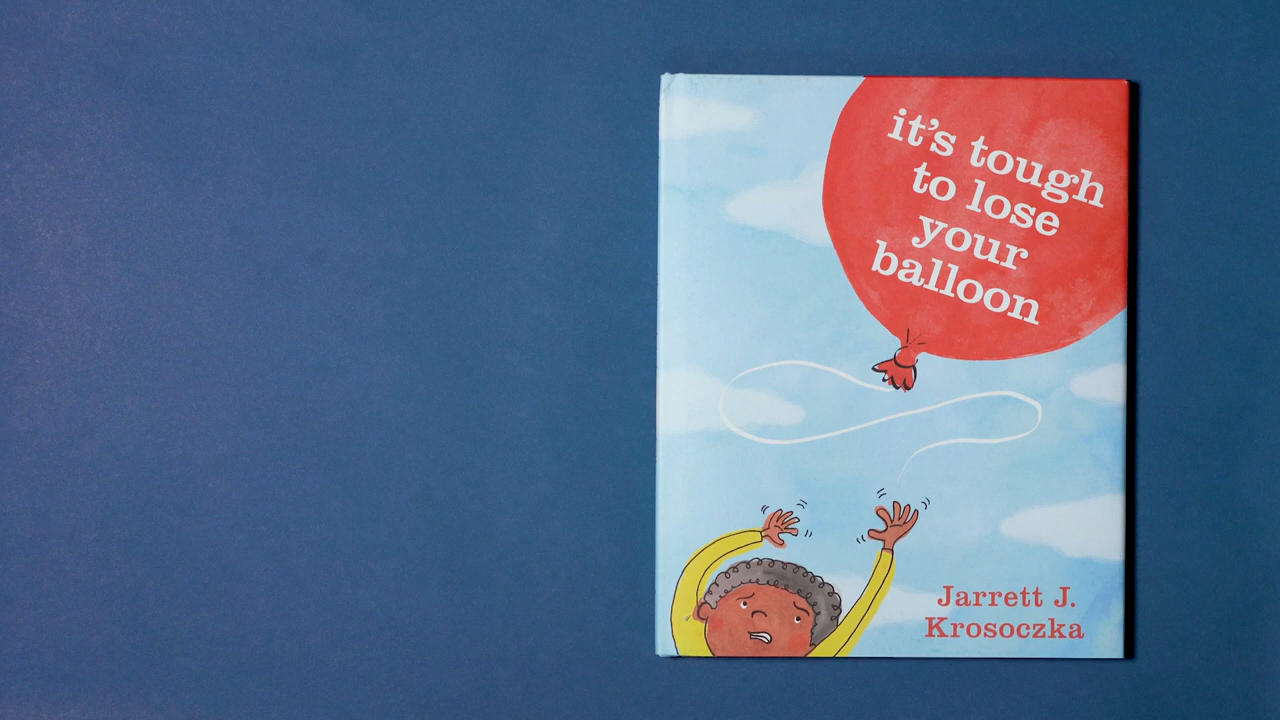 it's tough
to lose
your
balloon
Jarrett J.
Krosoczka